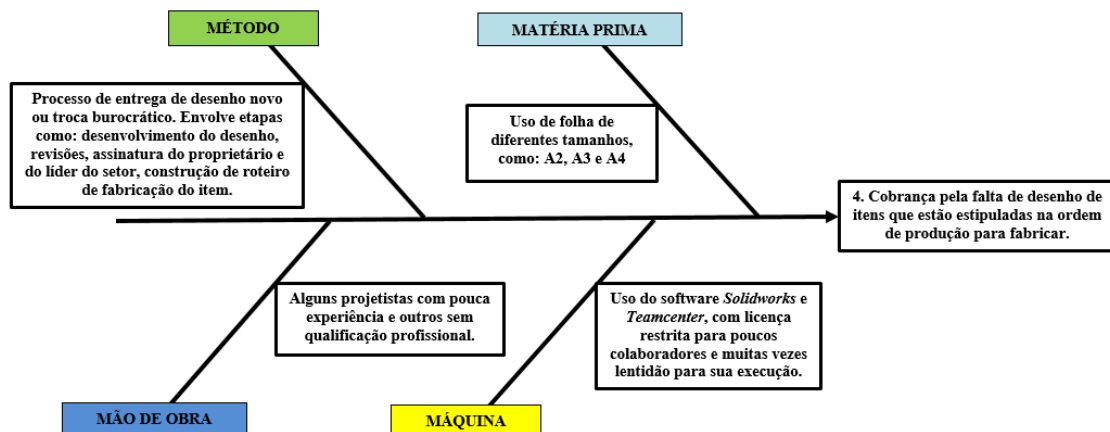 MÉTODO
MATÉRIA PRIMA
Processo de entrega de desenho novo
ou troca burocrático. Envolve etapas
como: desenvolvimento do desenho,
revisões, assinatura do proprietário e
do líder do setor, construção de roteiro
de fabricação do item.
Uso de folha de
diferentes tamanhos,
como: A2, A3 e A4
4. Cobrança pela falta de desenho de
itens que estão estipuladas na ordem
de produção para fabricar.
Alguns projetistas com pouca
experiência e outros sem
qualificação profissional.
Uso do software Solidworks e
Teamcenter, com licença
restrita para poucos
colaboradores e muitas vezes
lentidão para sua execução.
MÃO DE OBRA
MÁQUINA